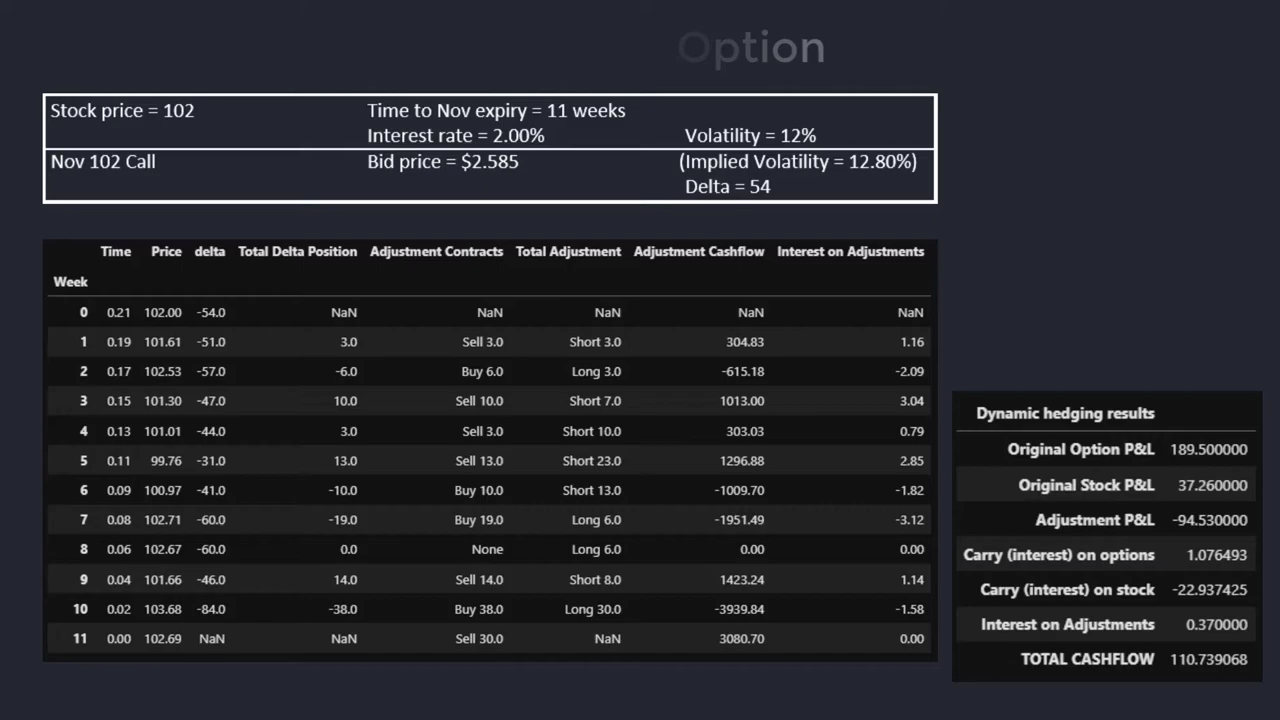 Option
Stock price = 102 Time to Nov expiry = 11 weeks
Interest rate = 2.00% Volatility = 12%
Nov 102 Call Bid price = $2.585 (Implied Volatility = 12.80%)
Delta = 54
Time Price delta Total Delta Position Adjustment Contracts Total Adjustment Adjustment Cashflow Interest on Adjustments
Week
0 0.21 102.00 -54.0 NaN NaN NaN NaN NaN
1 0.19 101.61 -51.0 3.0 Sell 3.0 Short 3.0 304.83 1.16
2 0.17 102.53 -57.0 -6.0 Buy 6.0 Long 3.0 -615.18 -2.09
3 0.15 101.30 -47.0 10.0 Sell 10.0 Short 7.0 1013.00 3.04
4 0.13 101.01 -44.0 3.0 Sell 3.0 Short 10.0 303.03 0.79
5 0.11 99.76 -31.0 13.0 Sell 13.0 Short 23.0 1296.88 2.85
6 0.09 100.97 -41.0 -10.0 Buy 10.0 Short 13.0 -1009.70 -1.82
7 0.08 102.71 -60.0 -19.0 Buy 19.0 Long 6.0 -1951.49 -3.12
8 0.06 102.67 -60.0 0.0 None Long 6.0 0.00 0.00
9 0.04 101.66 -46.0 14.0 Sell 14.0 Short 8.0 1423.24 1.14
10 0.02 103.68 -84.0 -38.0 Buy 38.0 Long 30.0 -3939.84 -1.58
11 0.00 102.69 NaN NaN Sell 30.0 NaN 3080.70 0.00
Dynamic hedging results
Original Option P&L 189.500000
Original Stock P&L 37.260000
Adjustment P&L -94.530000
Carry (interest) on options 1.076493
Carry (interest) on stock -22.937425
Interest on Adjustments 0.370000
TOTAL CASHFLOW 110.739068